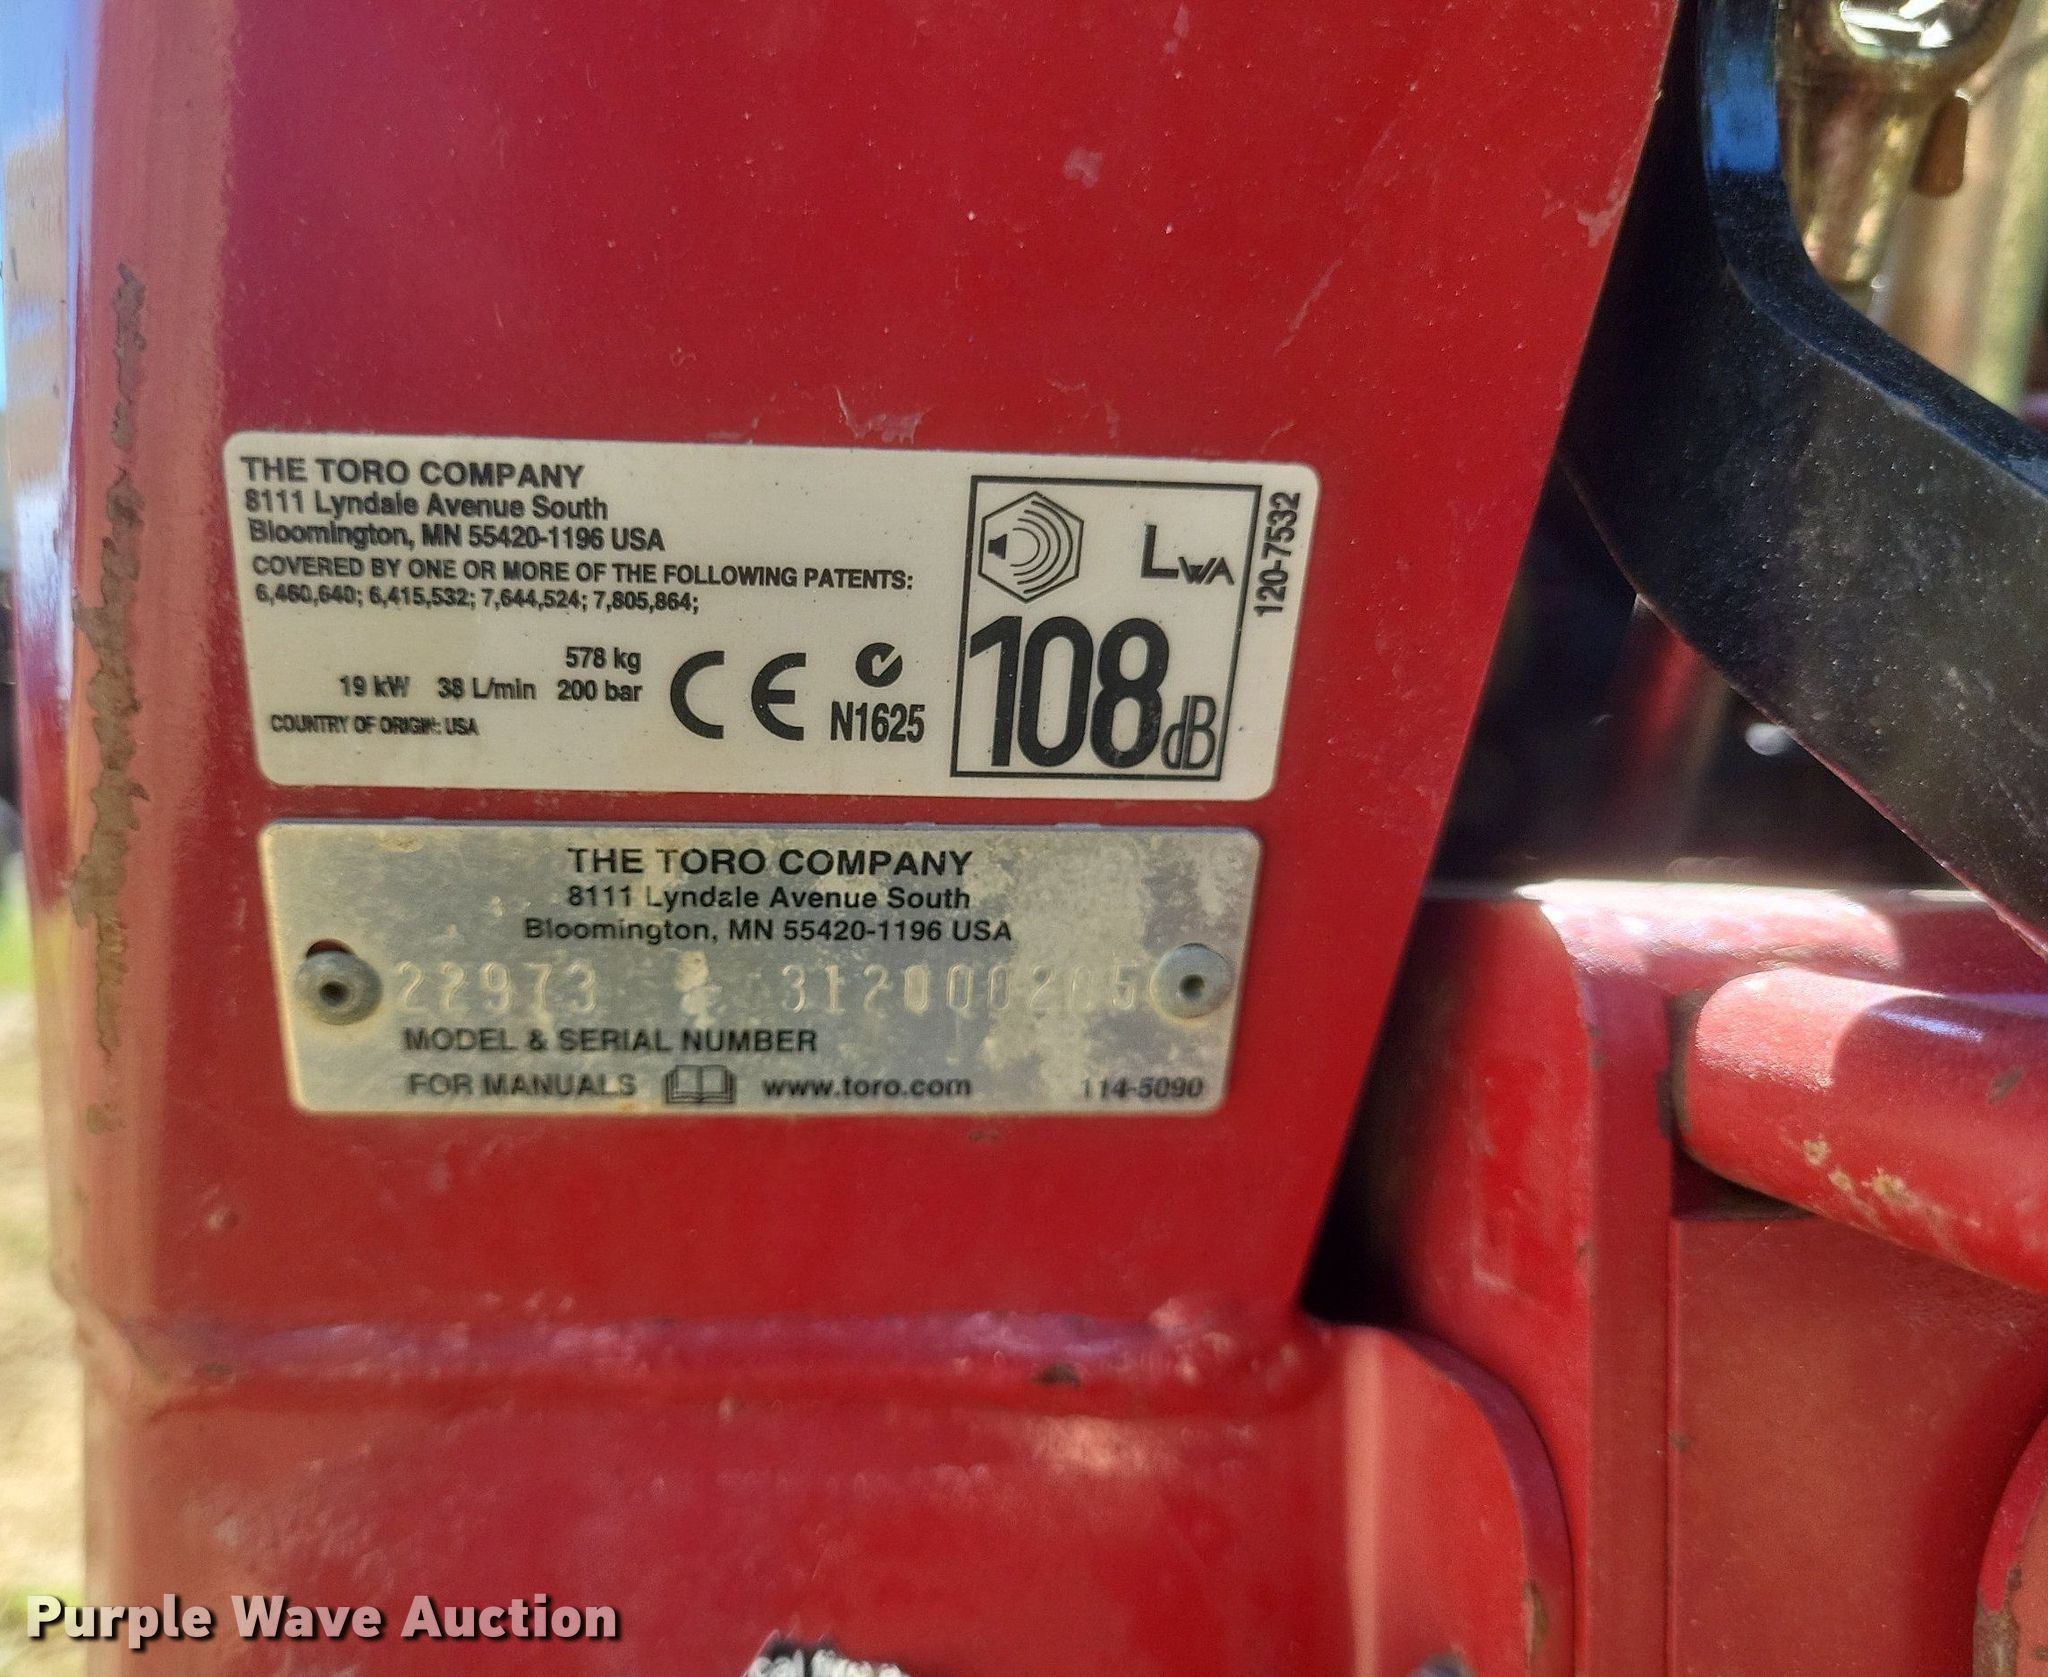 THE TORO COMPANY
8111 Lyndale Avenue South
Bloomington, MN 55420-1196 USA
COVERED BY ONE OR MORE OF THE FOLLOWING PATENTS:
6,460,640; 6,415,532; 7,644,524; 7,805,864;
578 kg
19 kW 38 L/min 200 bar
COUNTRY OF ORIGIN: USA
CE
N1625
LWA
108 dB
120-7532
THE TORO COMPANY
8111 Lyndale Avenue South
Bloomington, MN 55420-1196 USA
22973
MODEL & SERIAL NUMBER
FOR MANUALS www.toro.com 114-5090
Purple Wave Auction